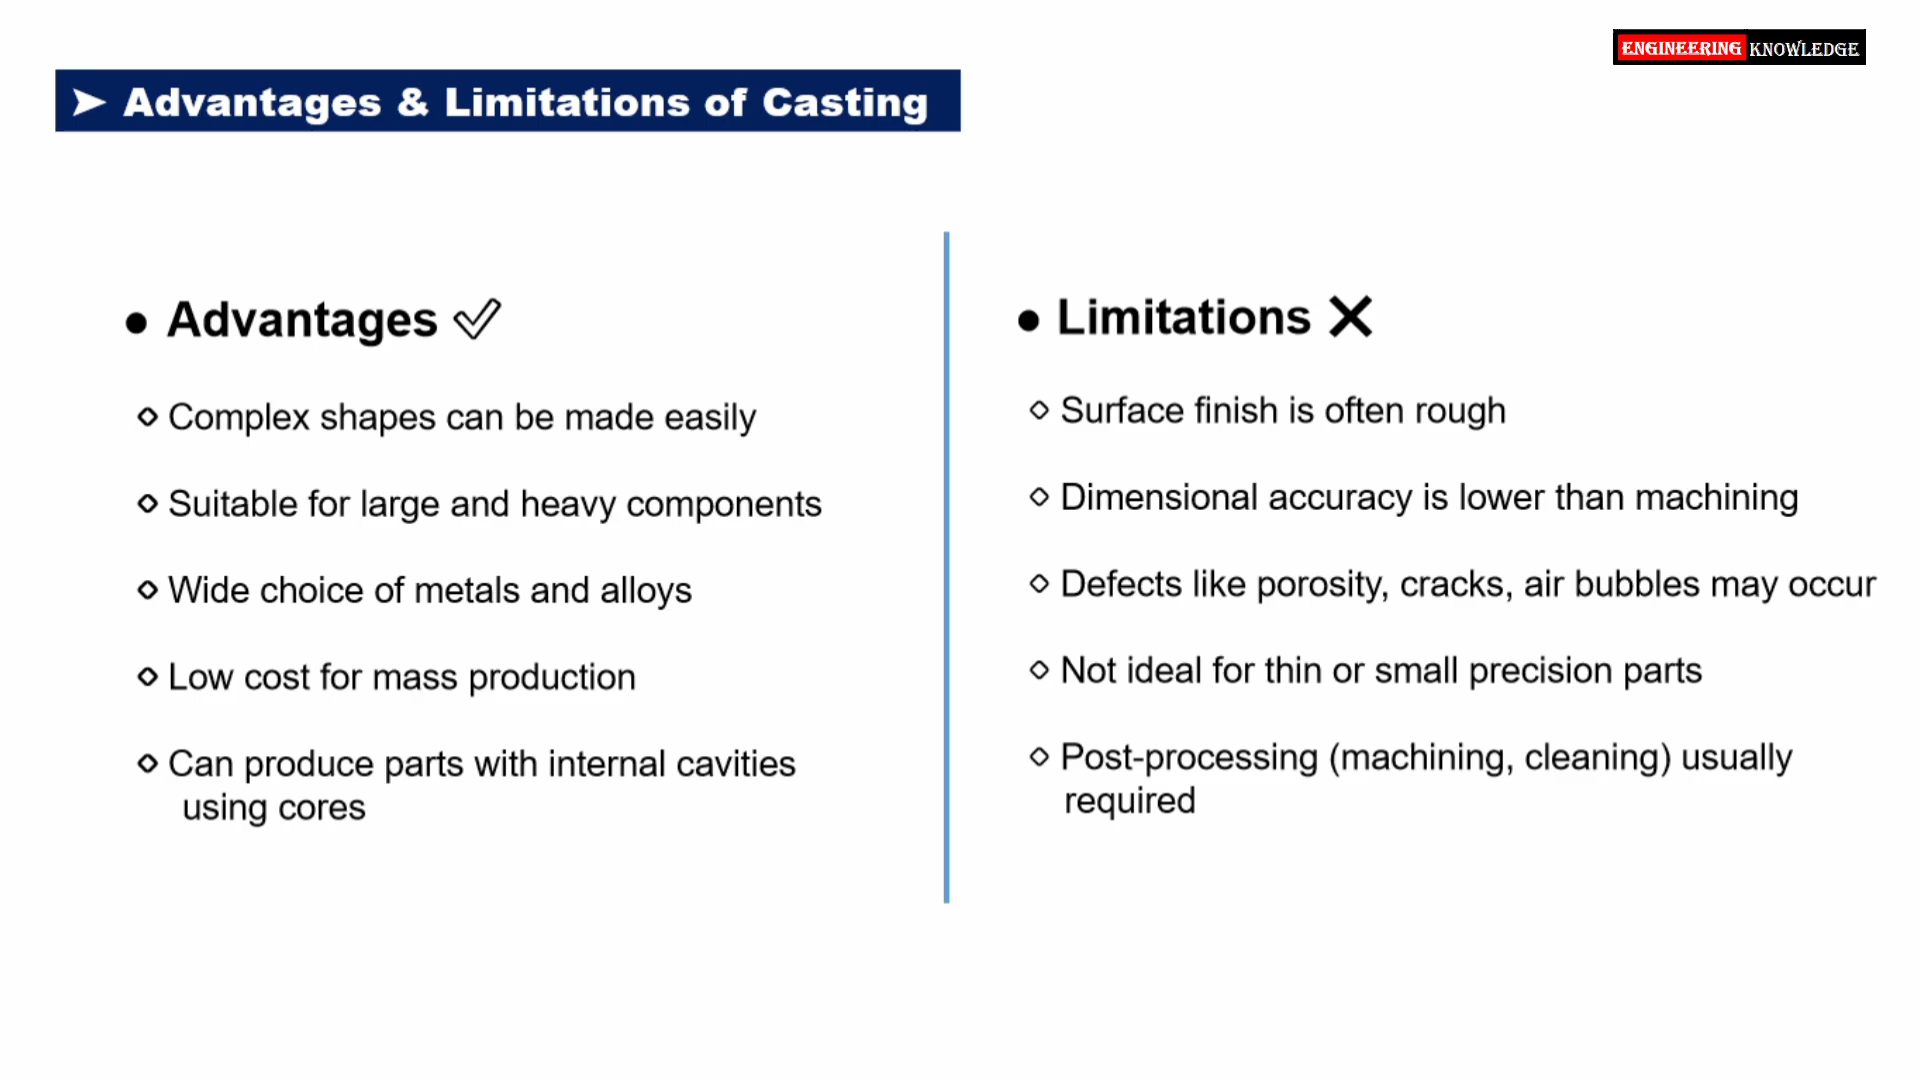 ENGINEERING KNOWLEDGE
➤ Advantages & Limitations of Casting
● Advantages ✓
◇ Complex shapes can be made easily
◇ Suitable for large and heavy components
◇ Wide choice of metals and alloys
◇ Low cost for mass production
◇ Can produce parts with internal cavities
using cores
● Limitations ✕
◇ Surface finish is often rough
◇ Dimensional accuracy is lower than machining
◇ Defects like porosity, cracks, air bubbles may occur
◇ Not ideal for thin or small precision parts
◇ Post-processing (machining, cleaning) usually
required